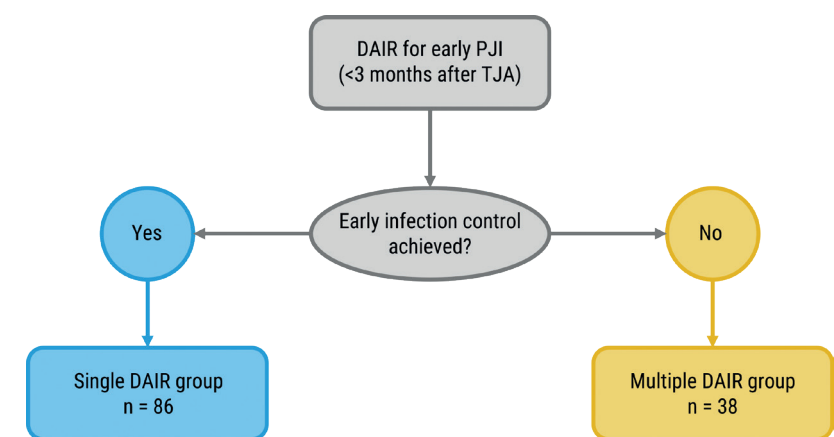 DAIR for early PJI
(<3 months after TJA)
Early infection control
achieved?
Yes
No
Single DAIR group
n = 86
Multiple DAIR group
n = 38